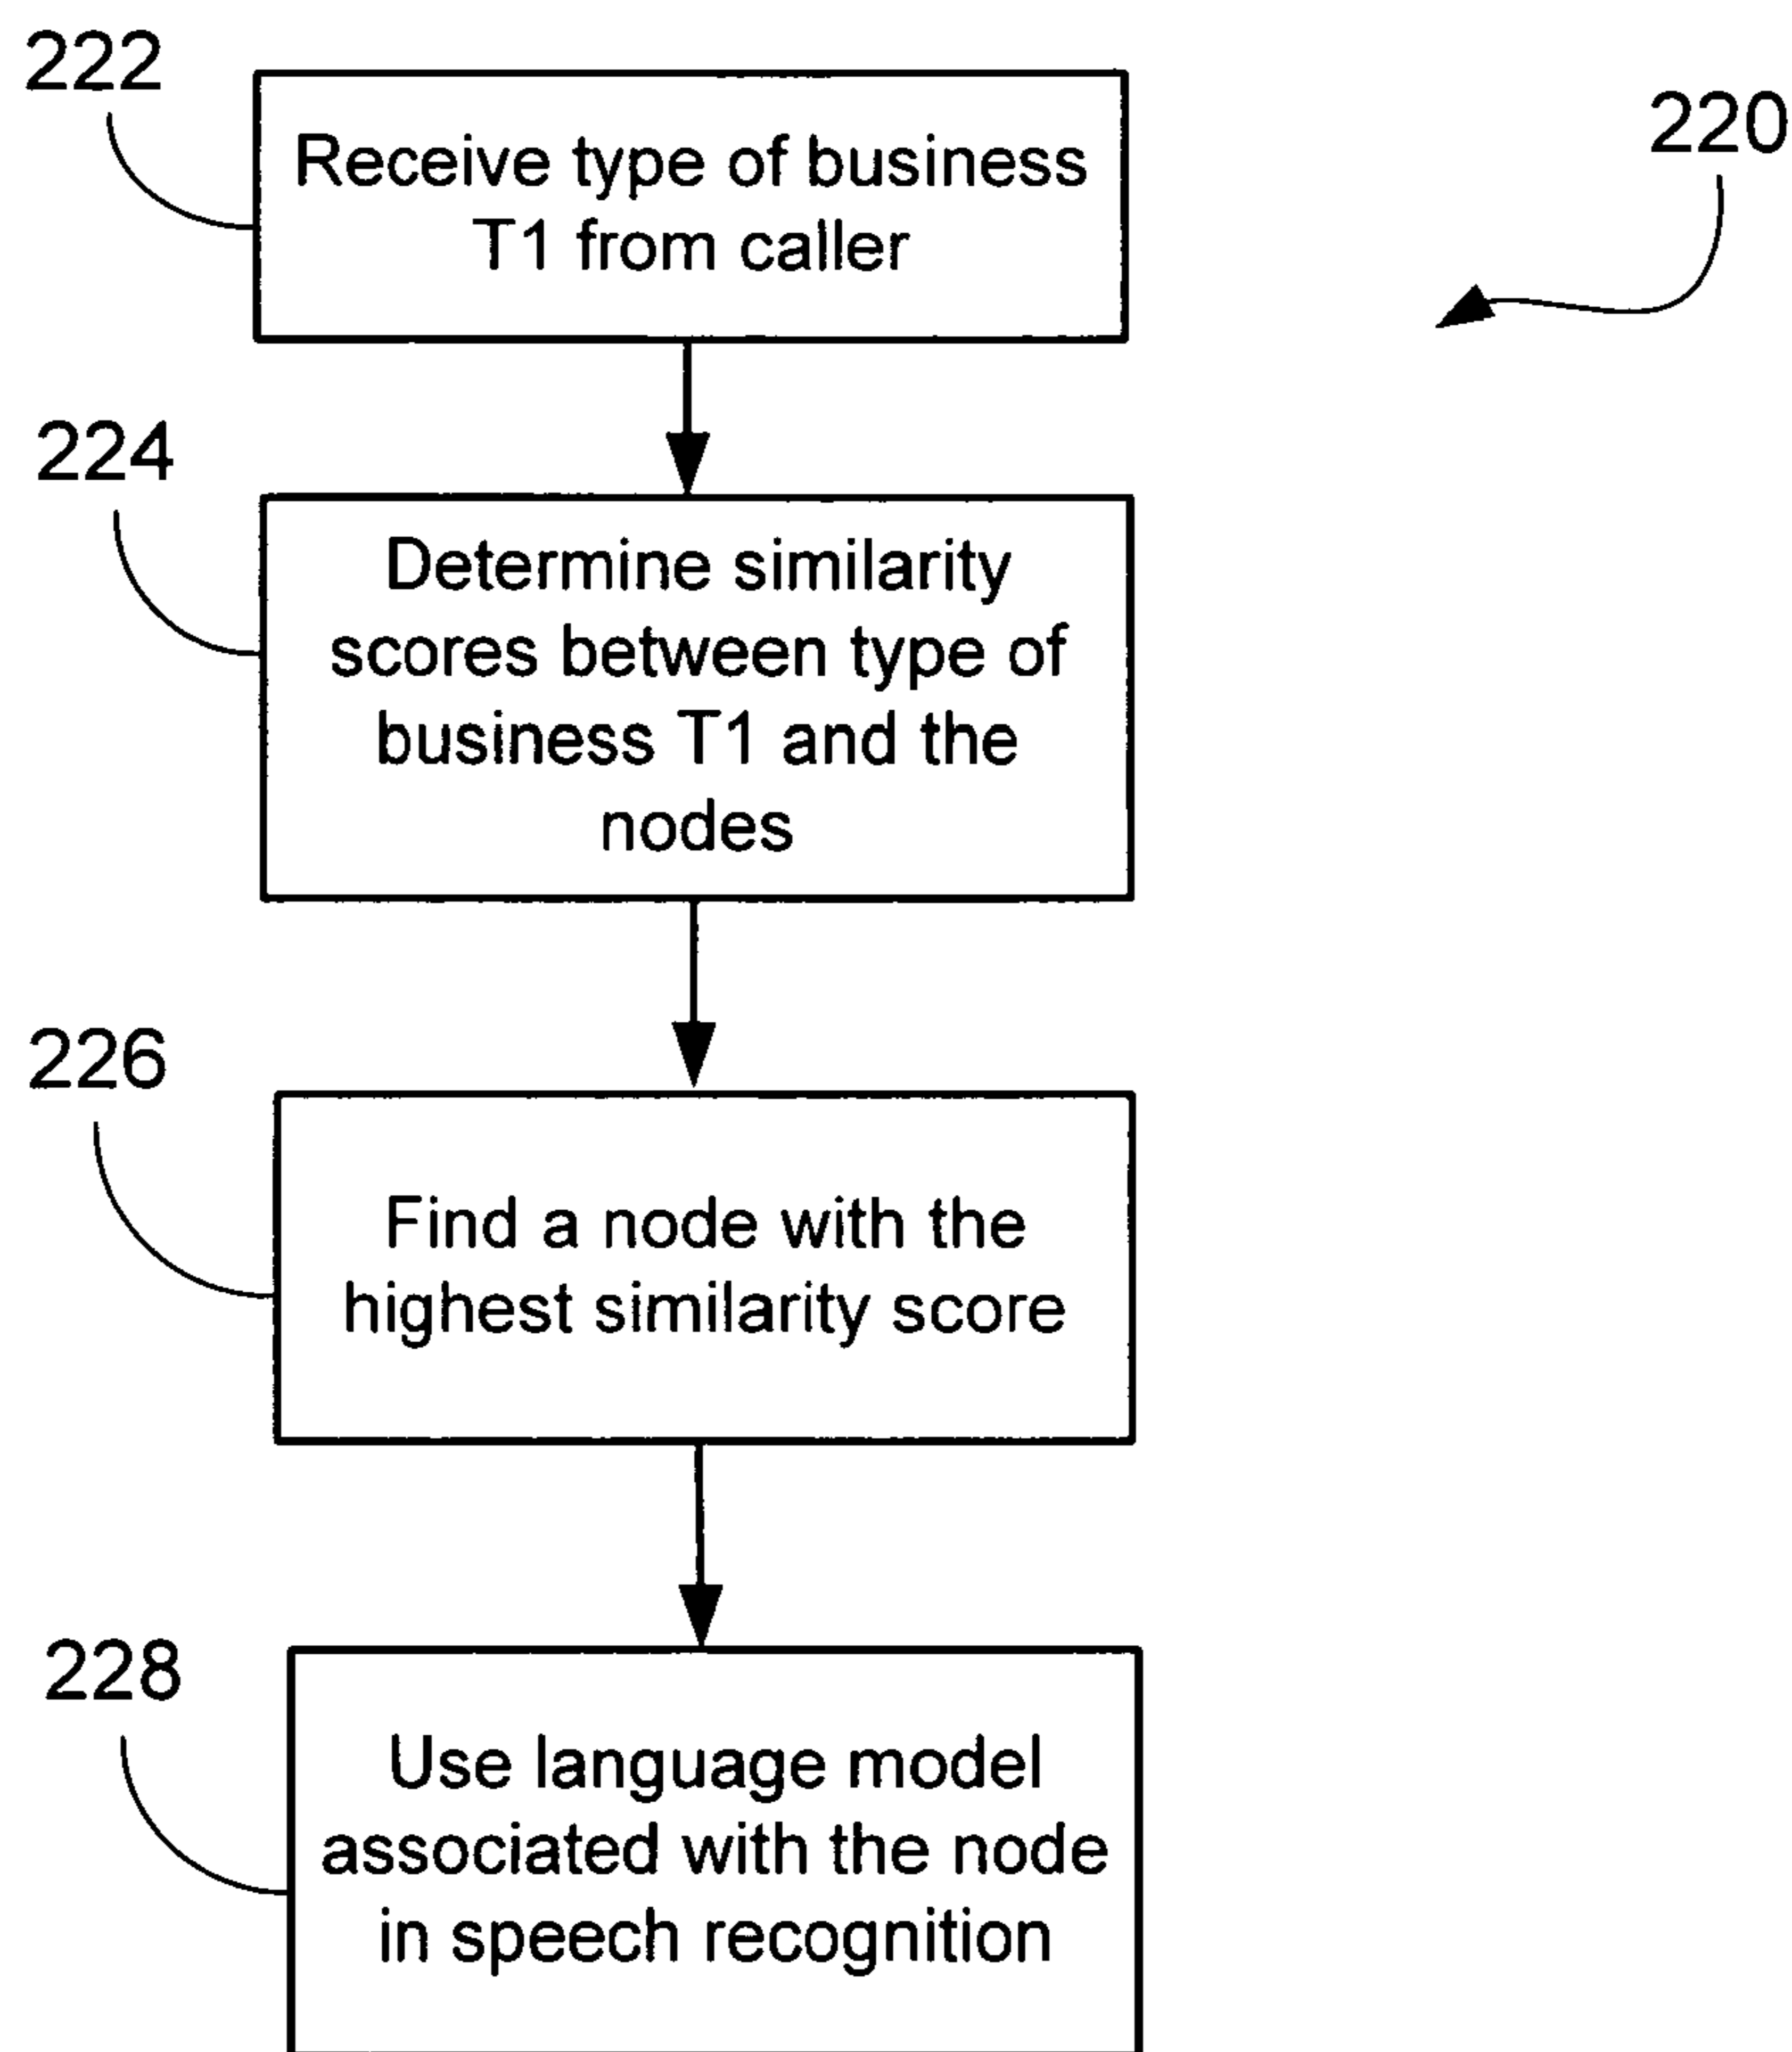 222
220
Receive type of business
T1 from caller
224
Determine similarity
scores between type of
business T1 and the
nodes
226
Find a node with the
highest similarity score
228
Use language model
associated with the node
in speech recognition